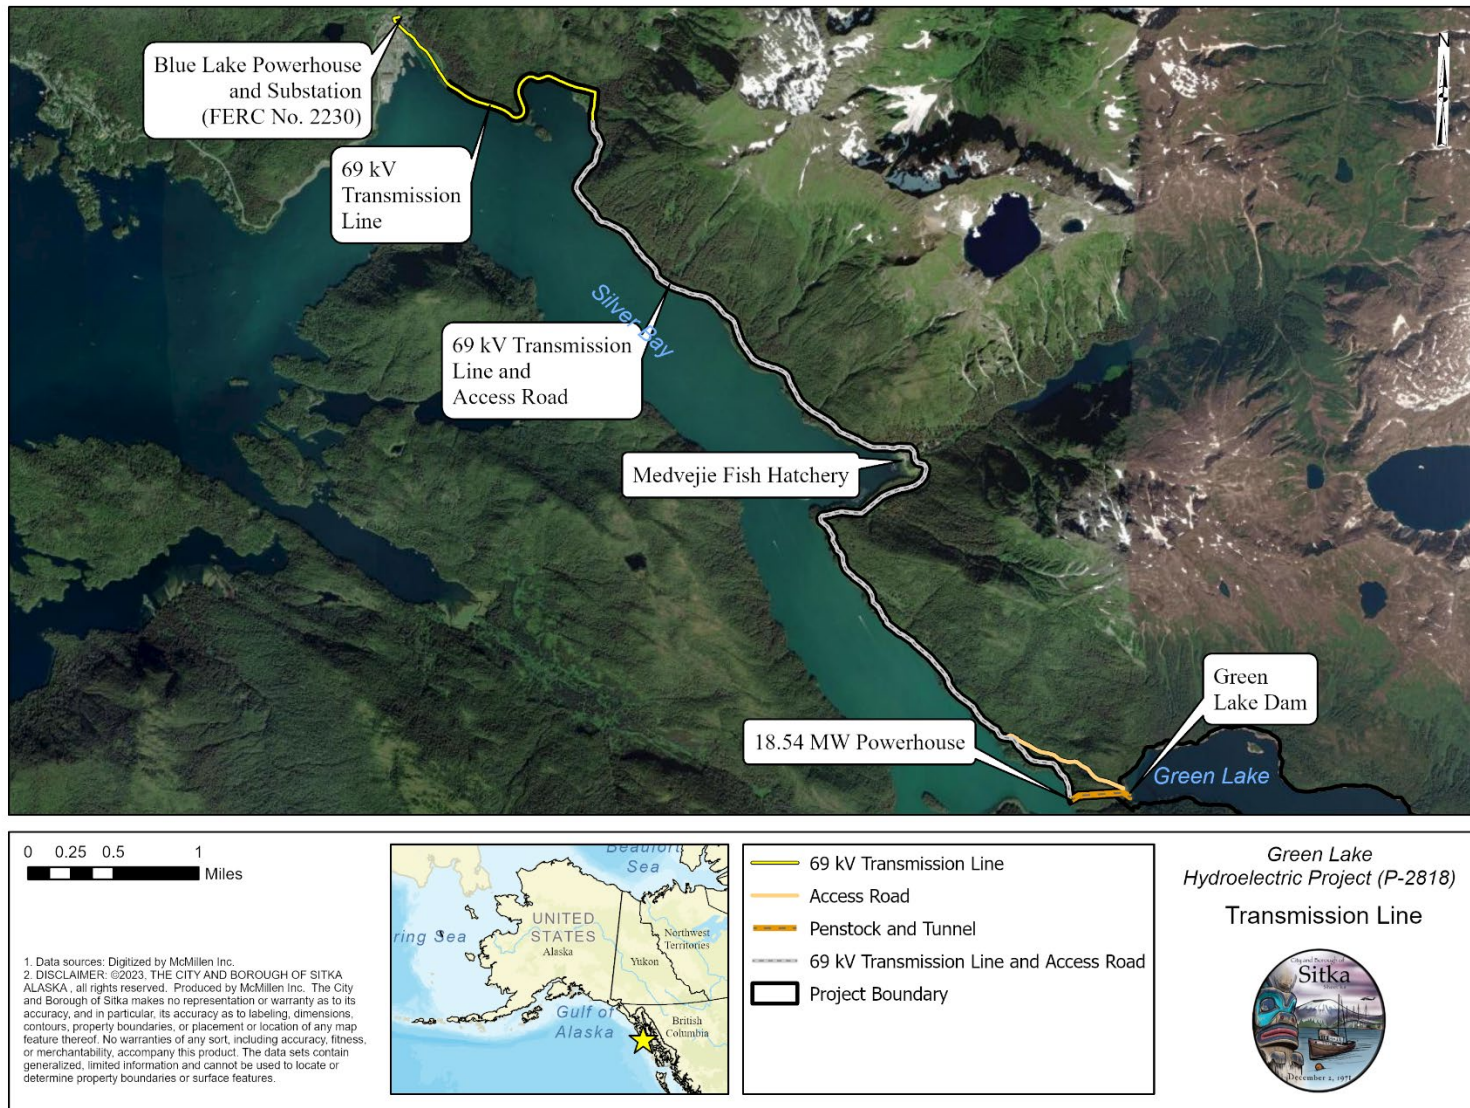 Blue Lake Powerhouse
and Substation
(FERC No. 2230)
N
69 kV
Transmission
Line
Silver Bay
69 kV Transmission
Line and
Access Road
Medvejie Fish Hatchery
Green
Lake Dam
18.54 MW Powerhouse
Green Lake
0 0.25 0.5 1
Miles
1. Data sources: Digitized by McMillen Inc.
2. DISCLAIMER: ©2023, THE CITY AND BOROUGH OF SITKA
ALASKA , all rights reserved. Produced by McMillen Inc. The City
and Borough of Sitka makes no representation or warranty as to its
accuracy, and in particular, its accuracy as to labeling, dimensions,
contours, property boundaries, or placement or location of any map
feature thereof. No warranties of any sort, including accuracy, fitness,
or merchantability, accompany this product. The data sets contain
generalized, limited information and cannot be used to locate or
determine property boundaries or surface features.
Beaufort
Sea
UNITED
STATES
Alaska
ring Sea
Northwest
Territories
Yukon
Gulf of
Alaska
British
Columbia
69 kV Transmission Line
Access Road
Penstock and Tunnel
69 kV Transmission Line and Access Road
Project Boundary
Green Lake
Hydroelectric Project (P-2818)
Transmission Line
City and Borough of
Sitka
December 2, 1971